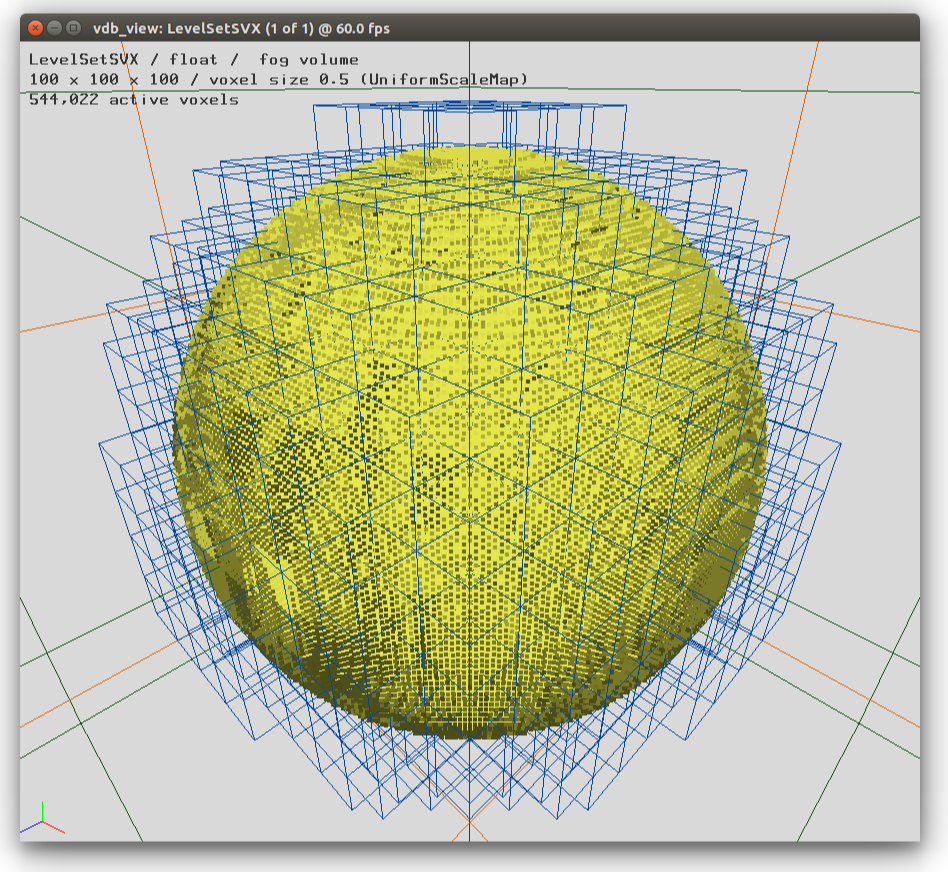 vdb_view: LevelSetSVX (1 of 1) @ 60.0 fps
LevelSetSVX / float / fog volume
100 x 100 x 100 / voxel size 0.5 (UniformScaleMap)
544,022 active voxels